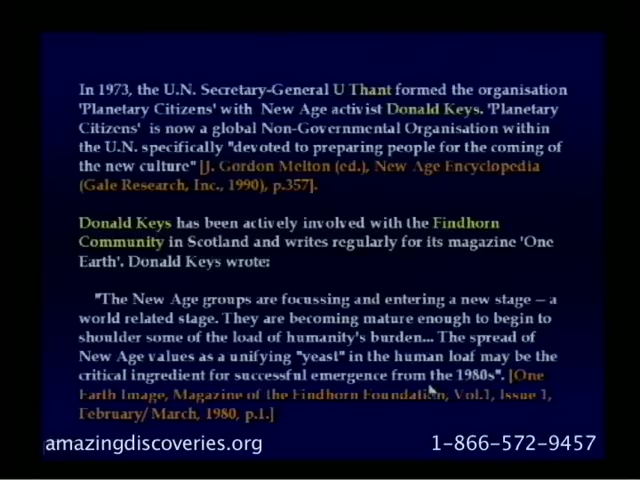 In 1973, the U.N. Secretary-General U Thant formed the organisation
'Planetary Citizens' with New Age activist Donald Keys. 'Planetary
Citizens' is now a global Non-Governmental Organisation within
the U.N. specifically "devoted to preparing people for the coming of
the new culture" [J. Gordon Melton (ed.), New Age Encyclopedia
(Gale Research, Inc., 1990), p.357].
Donald Keys has been actively involved with the Findhorn
Community in Scotland and writes regularly for its magazine 'One
Earth'. Donald Keys wrote:
"The New Age groups are focussing and entering a new stage – a
world related stage. They are becoming mature enough to begin to
shoulder some of the load of humanity's burden... The spread of
New Age values as a unifying "yeast" in the human loaf may be the
critical ingredient for successful emergence from the 1980s". [One
Earth Image, Magazine of the Findhorn Foundation, Vol.1, Issue 1,
February/ March, 1980, p.1.]
amazingdiscoveries.org 1-866-572-9457